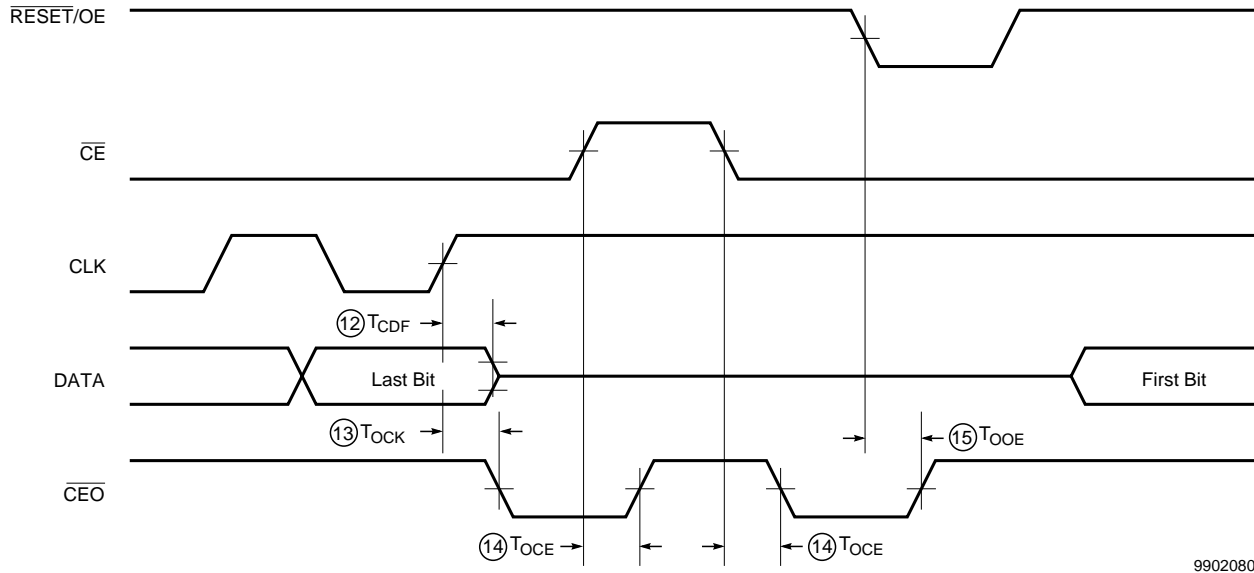 RESET/OE
CE
CLK
⑫ TCDF
DATA
Last Bit
First Bit
⑬ TOCK
⑮ TOOE
CEO
⑭ TOCE
⑭ TOCE
9902080